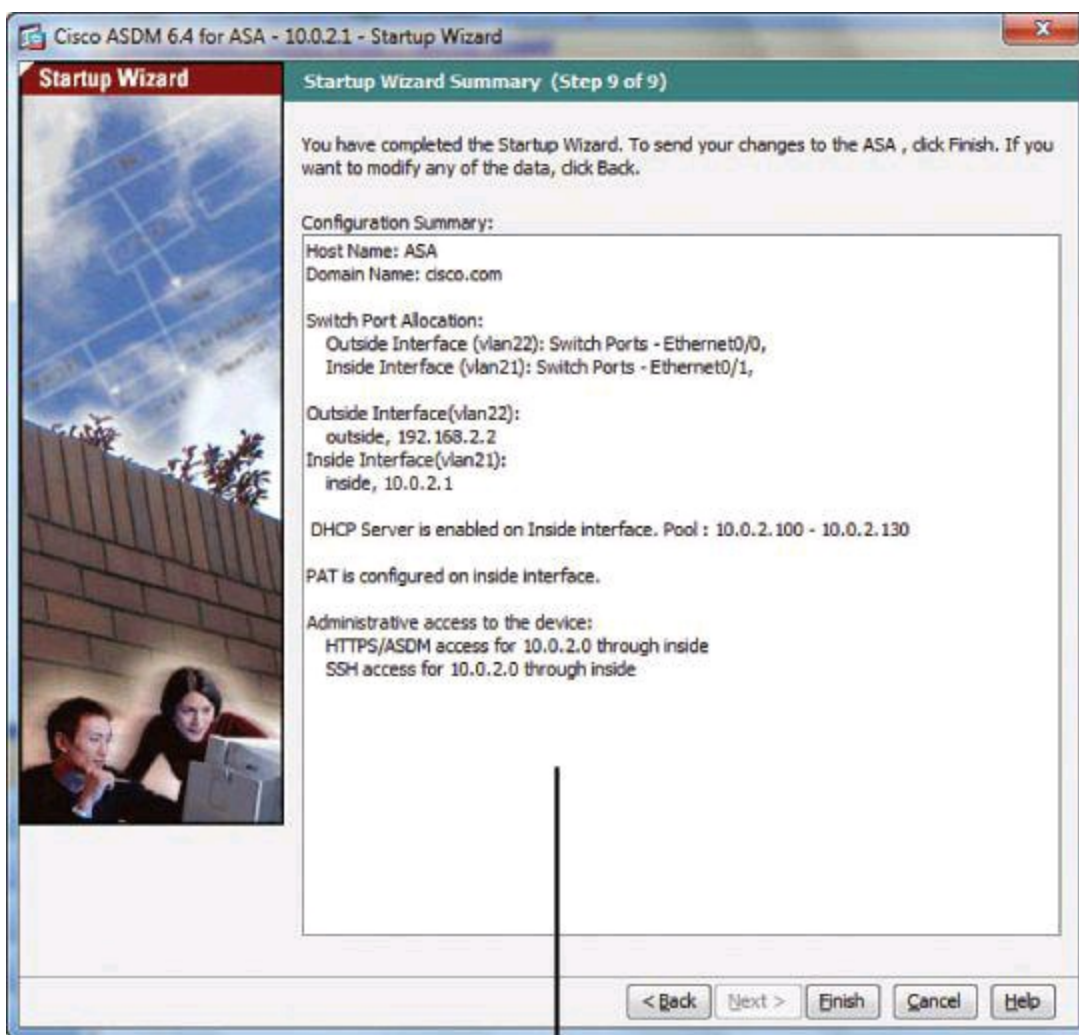 Cisco ASDM 6.4 for ASA - 10.0.2.1 - Startup Wizard
Startup Wizard
Startup Wizard Summary (Step 9 of 9)
You have completed the Startup Wizard. To send your changes to the ASA , click Finish. If you
want to modify any of the data, click Back.
Configuration Summary:
Host Name: ASA
Domain Name: cisco.com
Switch Port Allocation:
Outside Interface (vlan22): Switch Ports - Ethernet0/0,
Inside Interface (vlan21): Switch Ports - Ethernet0/1,
Outside Interface(vlan22):
outside, 192.168.2.2
Inside Interface(vlan21):
inside, 10.0.2.1
DHCP Server is enabled on Inside interface. Pool : 10.0.2.100 - 10.0.2.130
PAT is configured on inside interface.
Administrative access to the device:
HTTPS/ASDM access for 10.0.2.0 through inside
SSH access for 10.0.2.0 through inside
< Back Next > Finish Cancel Help